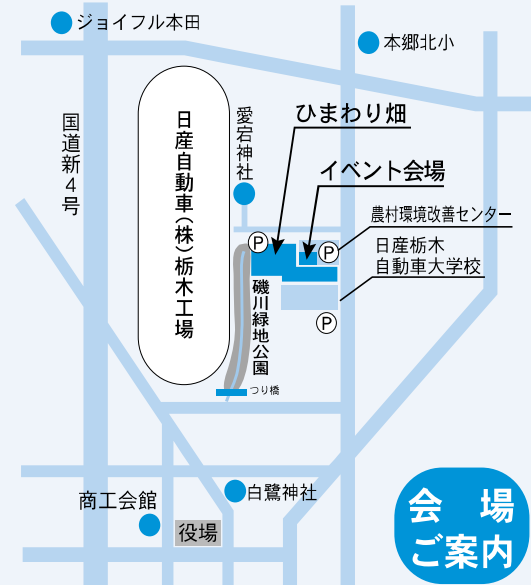 ジョイフル本田
本郷北小
国道新4号
日産自動車(株)栃木工場
愛宕神社
ひまわり畑
イベント会場
農村環境改善センター
日産栃木
自動車大学校
P
P
P
磯川緑地公園
つり橋
白鷺神社
商工会館
役場
会 場
ご案内